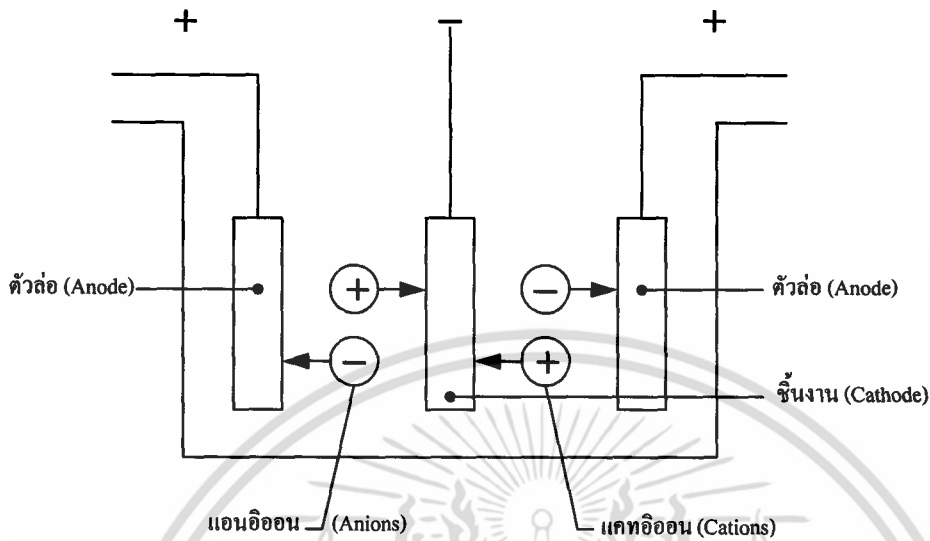 + − +
ตัวล่อ (Anode) + − ตัวล่อ (Anode)
− +
ชิ้นงาน (Cathode)
แอนอิออน (Anions) แคทอิออน (Cations)